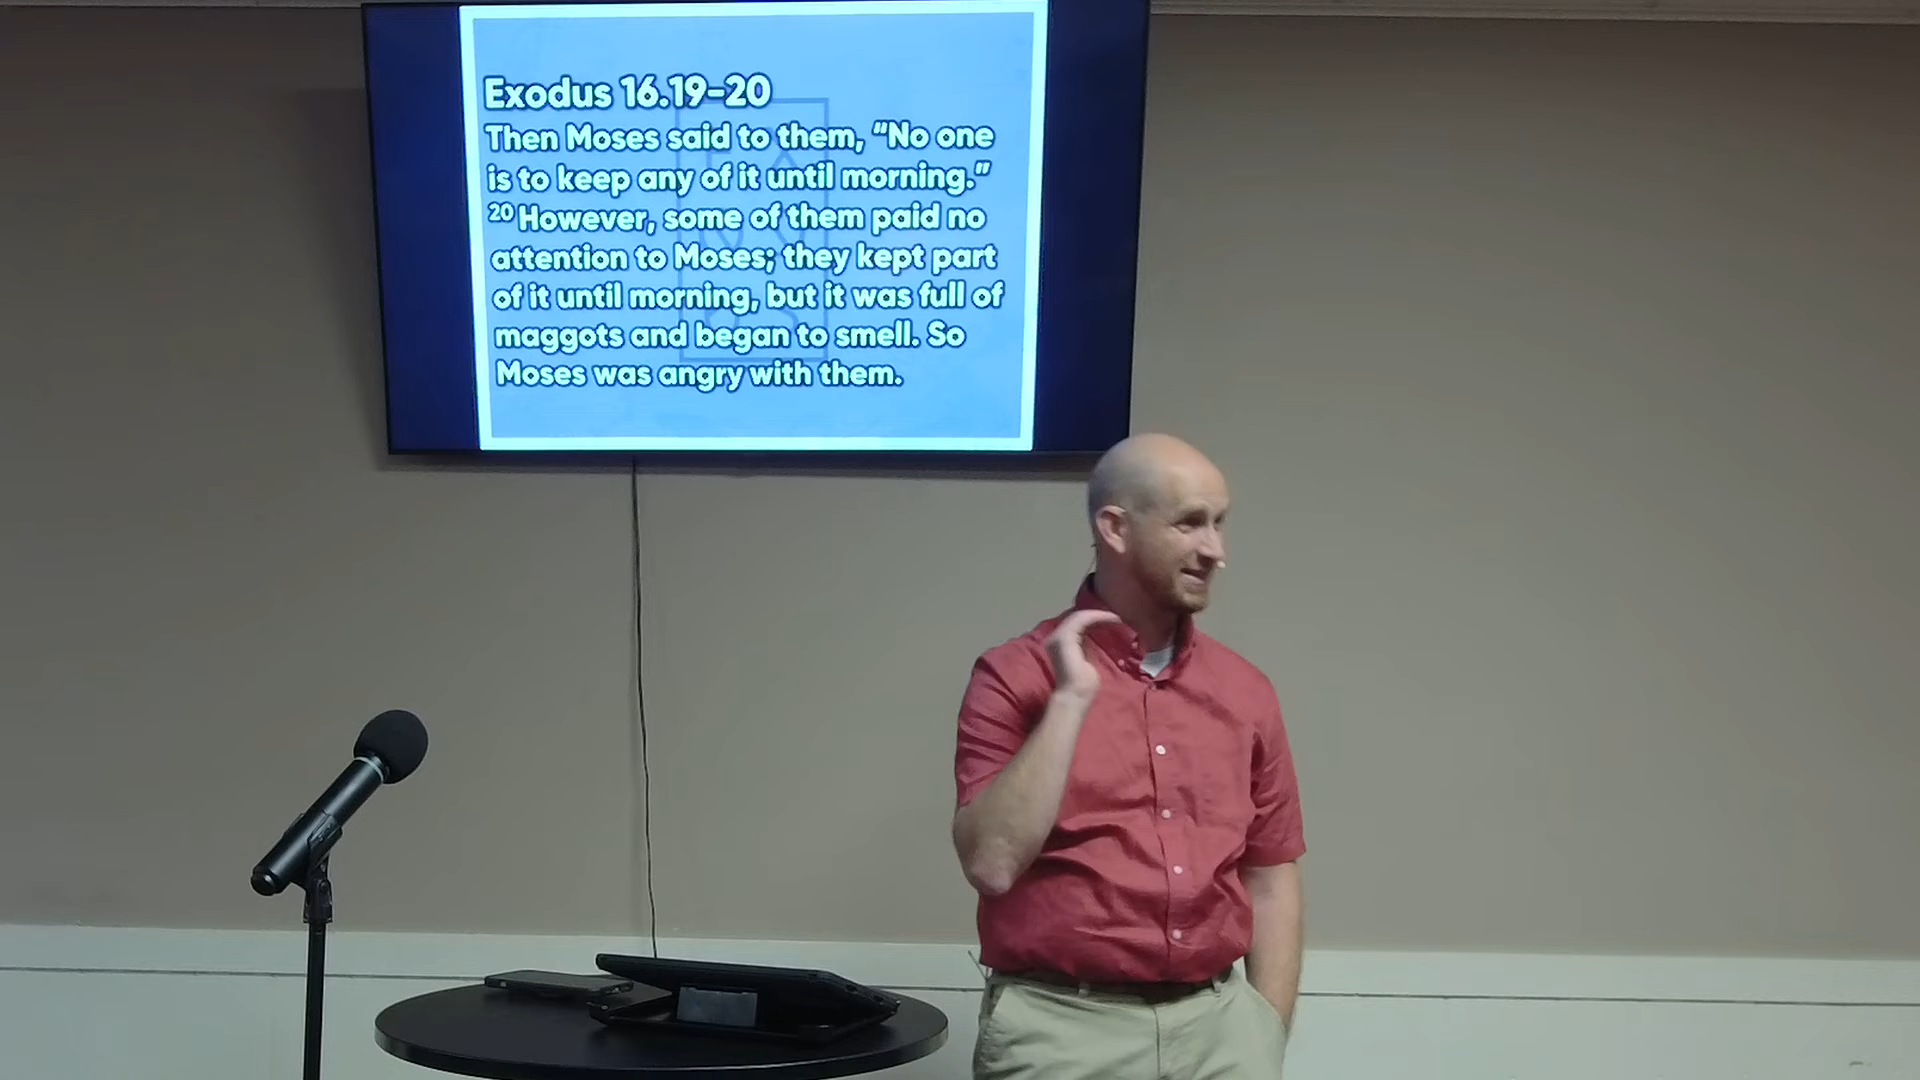 Exodus 16.19-20
Then Moses said to them, “No one
is to keep any of it until morning.”
20 However, some of them paid no
attention to Moses; they kept part
of it until morning, but it was full of
maggots and began to smell. So
Moses was angry with them.